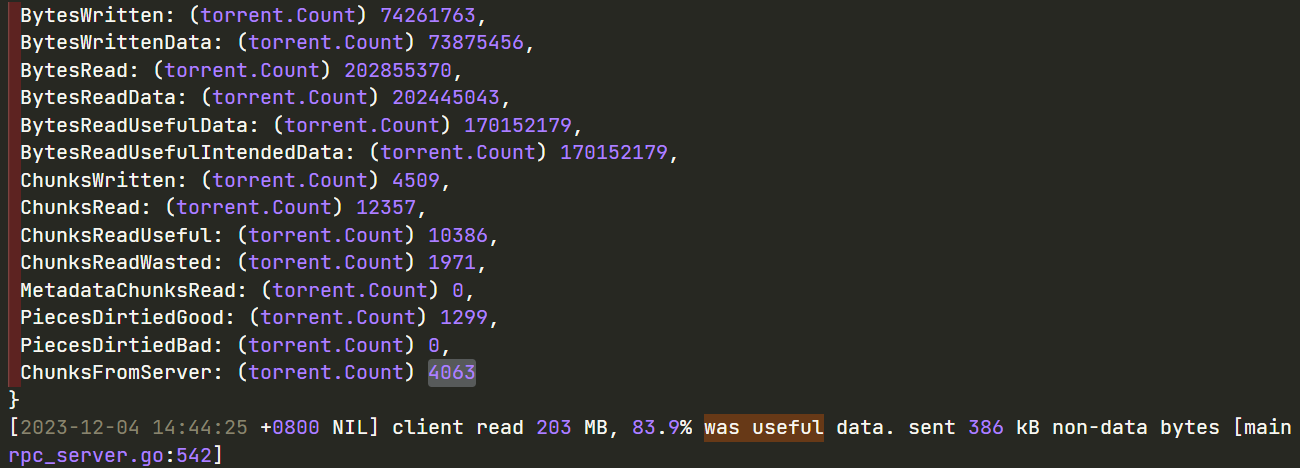 BytesWritten: (torrent.Count) 74261763,
BytesWrittenData: (torrent.Count) 73875456,
BytesRead: (torrent.Count) 202855370,
BytesReadData: (torrent.Count) 202445043,
BytesReadUsefulData: (torrent.Count) 170152179,
BytesReadUsefulIntendedData: (torrent.Count) 170152179,
ChunksWritten: (torrent.Count) 4509,
ChunksRead: (torrent.Count) 12357,
ChunksReadUseful: (torrent.Count) 10386,
ChunksReadWasted: (torrent.Count) 1971,
MetadataChunksRead: (torrent.Count) 0,
PiecesDirtiedGood: (torrent.Count) 1299,
PiecesDirtiedBad: (torrent.Count) 0,
ChunksFromServer: (torrent.Count) 4063
}
[2023-12-04 14:44:25 +0800 NIL] client read 203 MB, 83.9% was useful data. sent 386 kB non-data bytes [main
rpc_server.go:542]